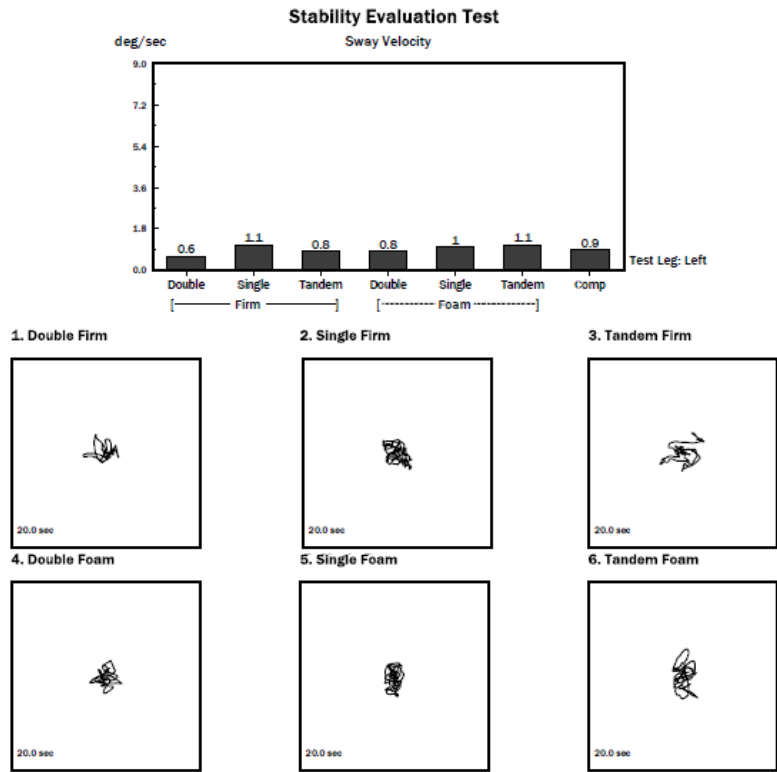 Stability Evaluation Test
deg/sec
Sway Velocity
9.0
7.2
5.4
3.6
1.8
0.0
0.6
1.1
0.8
0.8
1
1.1
0.9
Test Leg: Left
Double Single Tandem Double Single Tandem Comp
[ Firm ] [ Foam ]
1. Double Firm
2. Single Firm
3. Tandem Firm
20.0 sec
20.0 sec
20.0 sec
4. Double Foam
5. Single Foam
6. Tandem Foam
20.0 sec
20.0 sec
20.0 sec